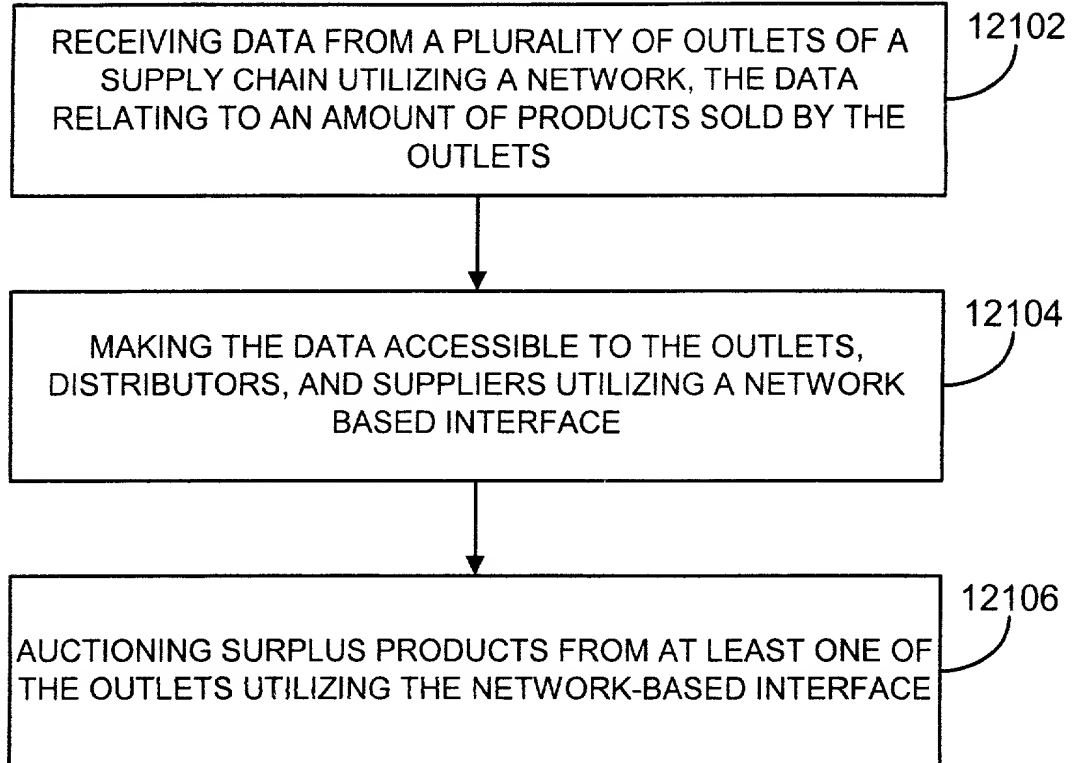 RECEIVING DATA FROM A PLURALITY OF OUTLETS OF A
SUPPLY CHAIN UTILIZING A NETWORK, THE DATA
RELATING TO AN AMOUNT OF PRODUCTS SOLD BY THE
OUTLETS
12102
MAKING THE DATA ACCESSIBLE TO THE OUTLETS,
DISTRIBUTORS, AND SUPPLIERS UTILIZING A NETWORK
BASED INTERFACE
12104
AUCTIONING SURPLUS PRODUCTS FROM AT LEAST ONE OF
THE OUTLETS UTILIZING THE NETWORK-BASED INTERFACE
12106